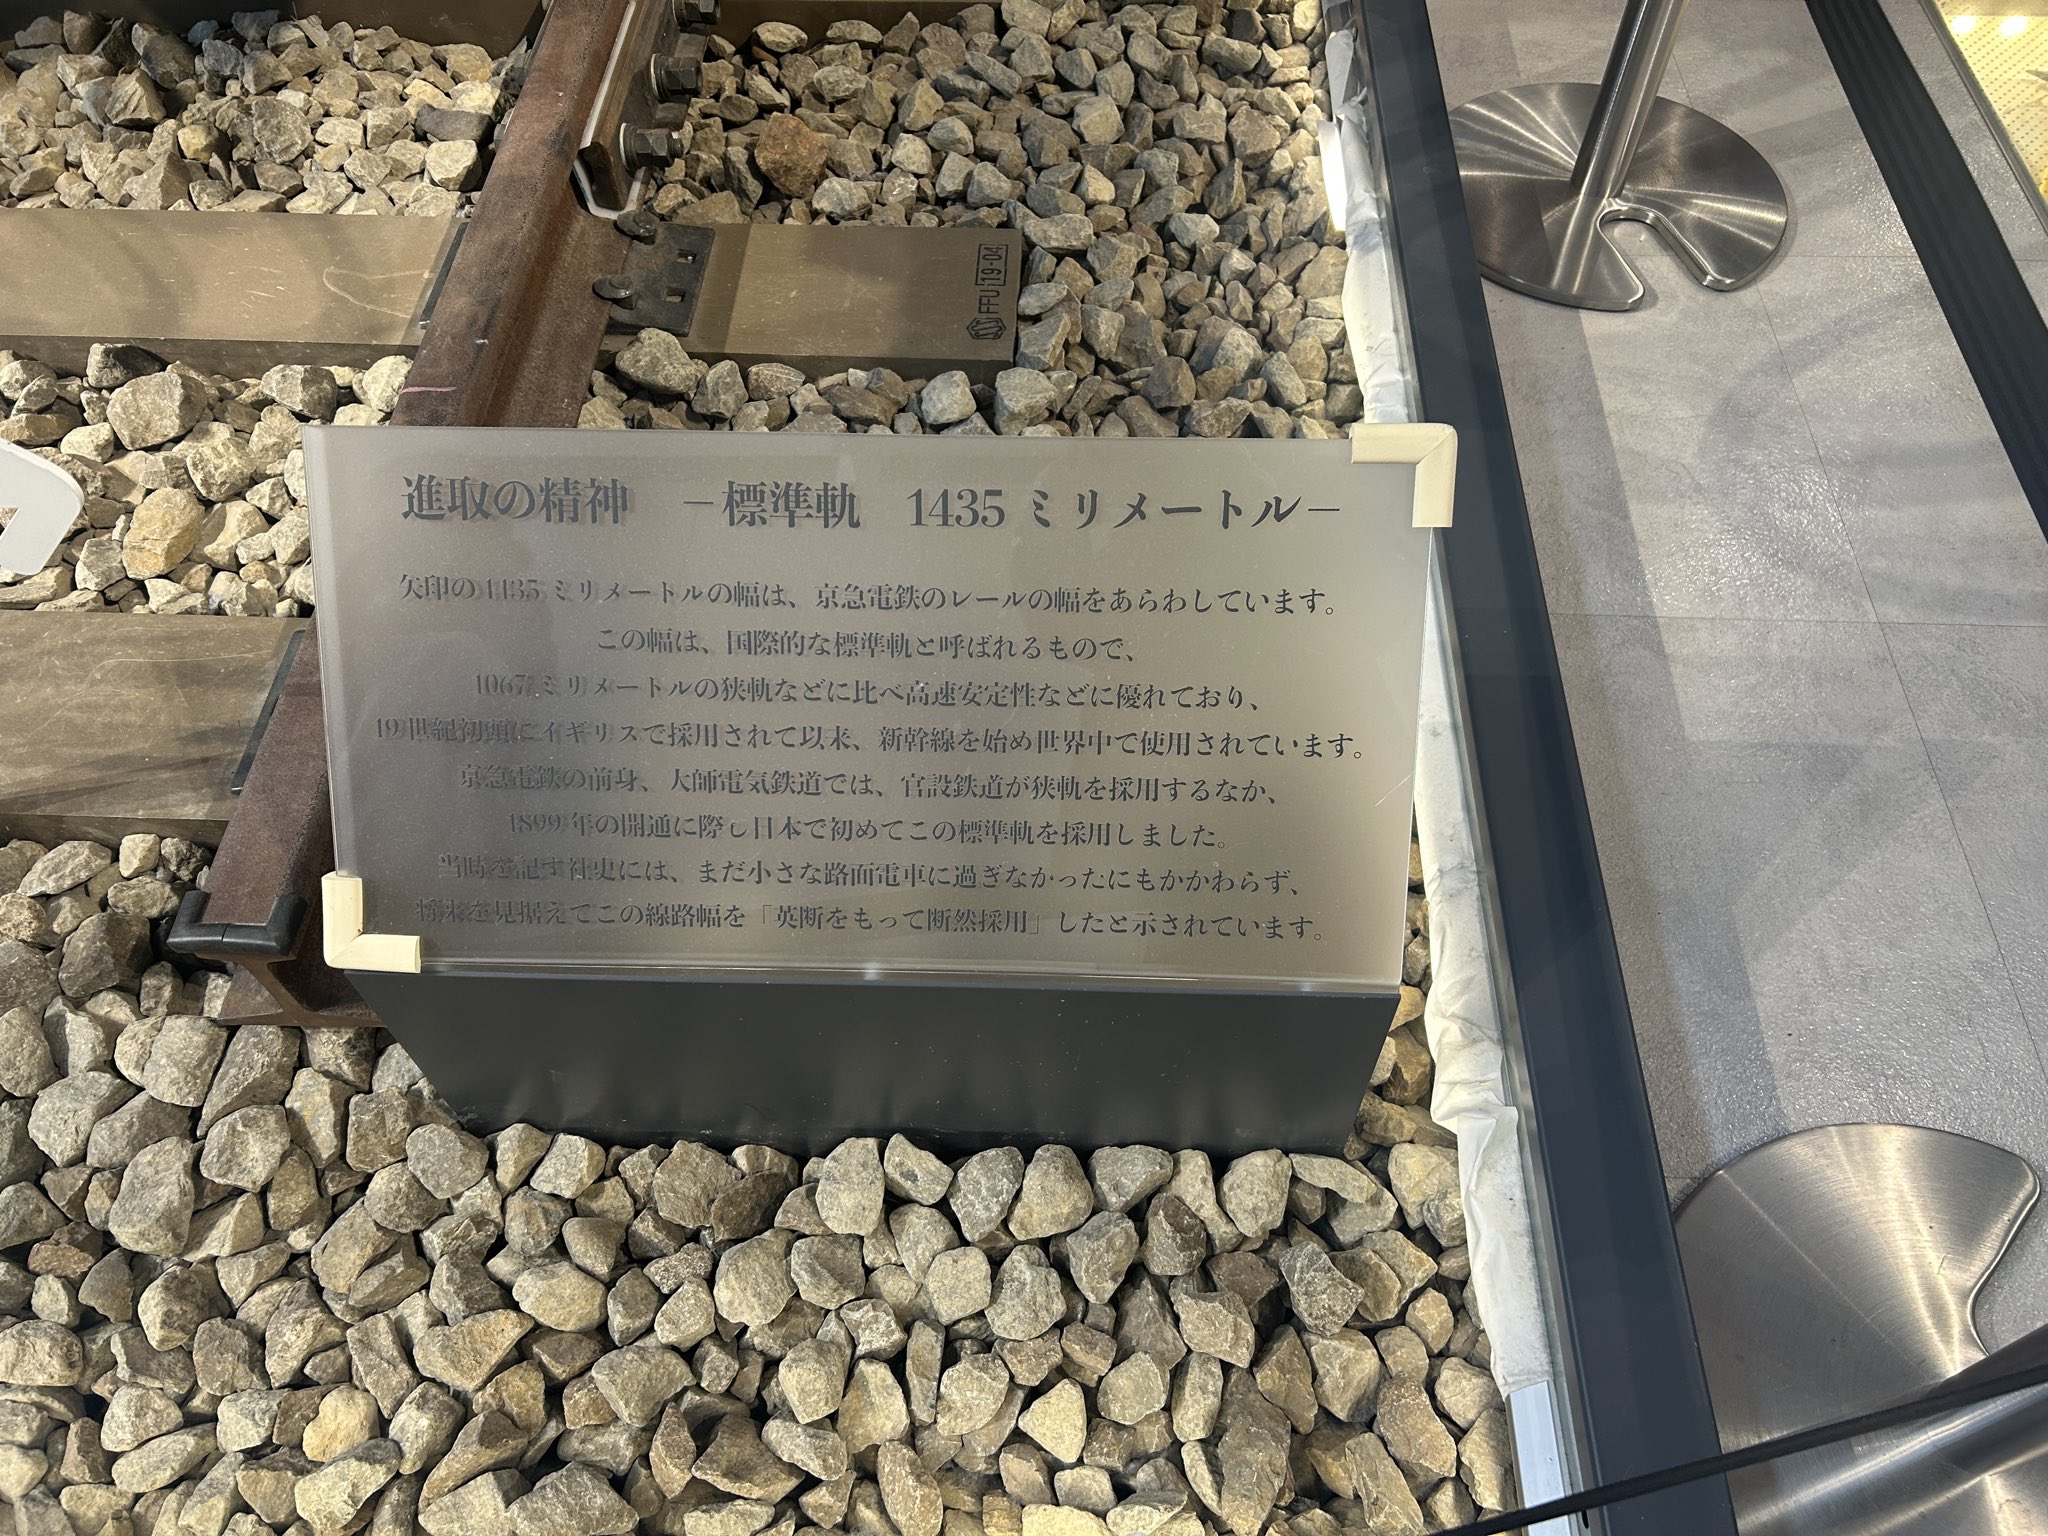 FFU 19-04
進取の精神 －標準軌 1435 ミリメートル－
矢印の 1435 ミリメートルの幅は、京急電鉄のレールの幅をあらわしています。
この幅は、国際的な標準軌と呼ばれるもので、
1067 ミリメートルの狭軌などに比べ高速安定性などに優れており、
19 世紀初頭にイギリスで採用されて以来、新幹線を始め世界中で使用されています。
京急電鉄の前身、大師電気鉄道では、官設鉄道が狭軌を採用するなか、
1899 年の開通に際し日本で初めてこの標準軌を採用しました。
当時を記す社史には、まだ小さな路面電車に過ぎなかったにもかかわらず、
将来を見据えてこの線路幅を「英断をもって断然採用」したと示されています。